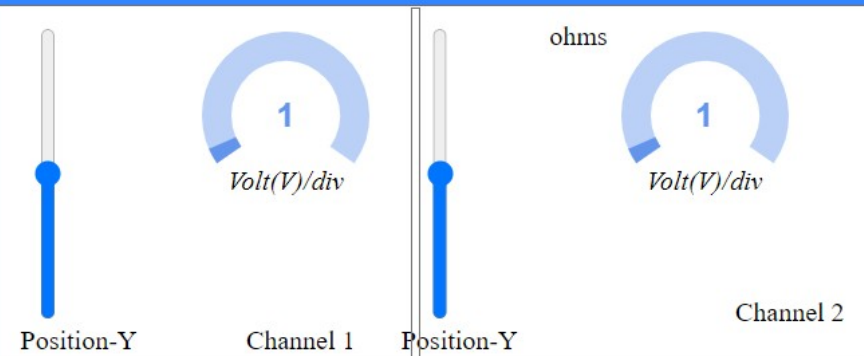 ohms
1
1
Volt(V)/div
Volt(V)/div
Channel 2
Position-Y
Channel 1
Position-Y